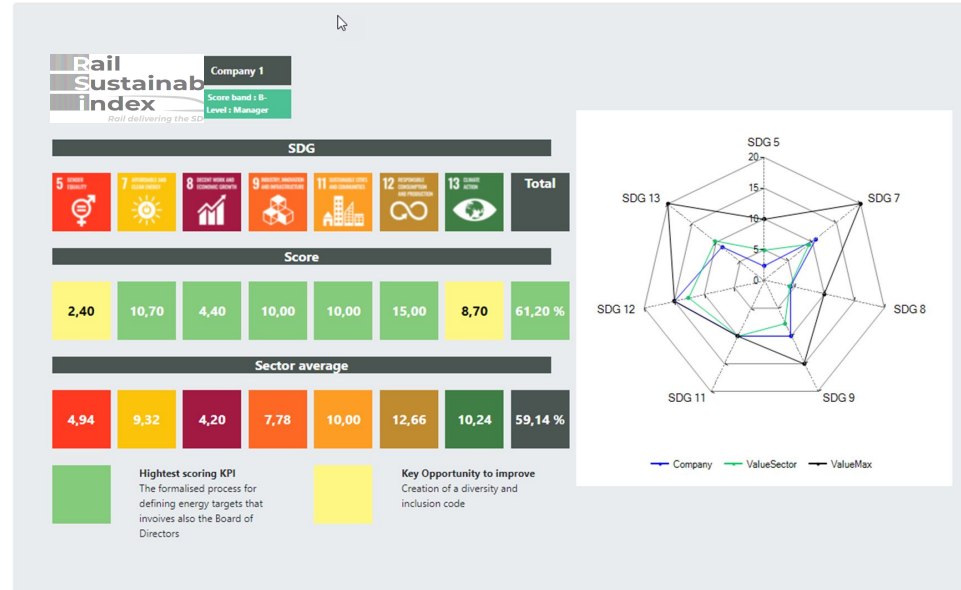 Rail
Sustainab
index
Rail delivering the SD
Company 1
Score band : B-
Level : Manager
SDG
5 GENDER EQUALITY
7 AFFORDABLE AND CLEAN ENERGY
8 DECENT WORK AND ECONOMIC GROWTH
9 INDUSTRY, INNOVATION AND INFRASTRUCTURE
11 SUSTAINABLE CITIES AND COMMUNITIES
12 RESPONSIBLE CONSUMPTION AND PRODUCTION
13 CLIMATE ACTION
Total
Score
2,40 10,70 4,40 10,00 10,00 15,00 8,70 61,20 %
Sector average
4,94 9,32 4,20 7,78 10,00 12,66 10,24 59,14 %
Hightest scoring KPI
The formalised process for
defining energy targets that
invoives also the Board of
Directors
Key Opportunity to improve
Creation of a diversity and
inclusion code
SDG 5
20
15
10
5
0
SDG 13
SDG 7
SDG 12
SDG 8
SDG 11
SDG 9
Company ValueSector ValueMax